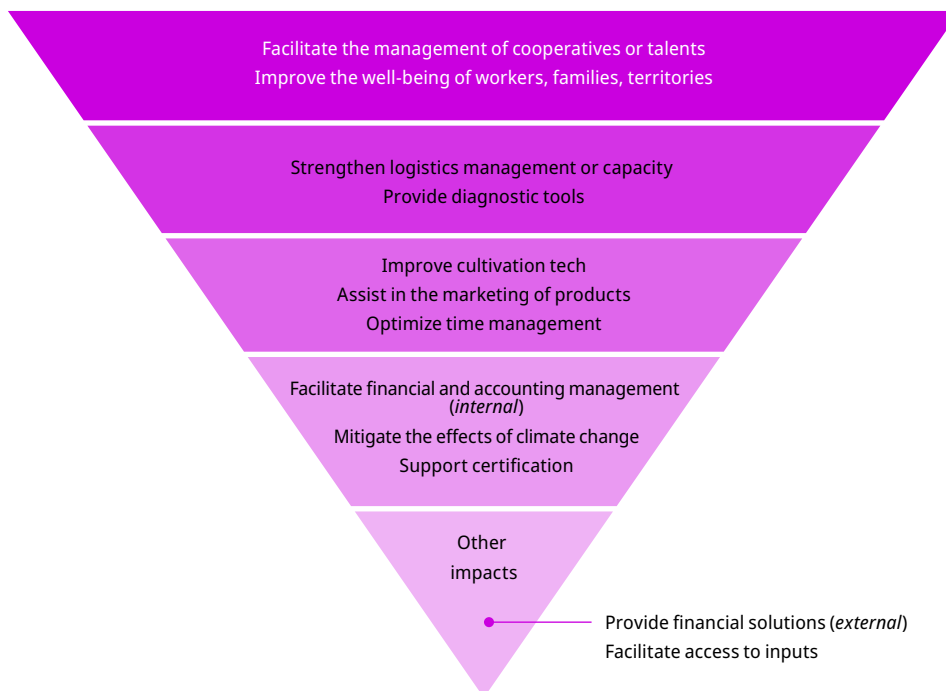 Facilitate the management of cooperatives or talents
Improve the well-being of workers, families, territories
Strengthen logistics management or capacity
Provide diagnostic tools
Improve cultivation tech
Assist in the marketing of products
Optimize time management
Facilitate financial and accounting management
(internal)
Mitigate the effects of climate change
Support certification
Other
impacts
Provide financial solutions (external)
Facilitate access to inputs